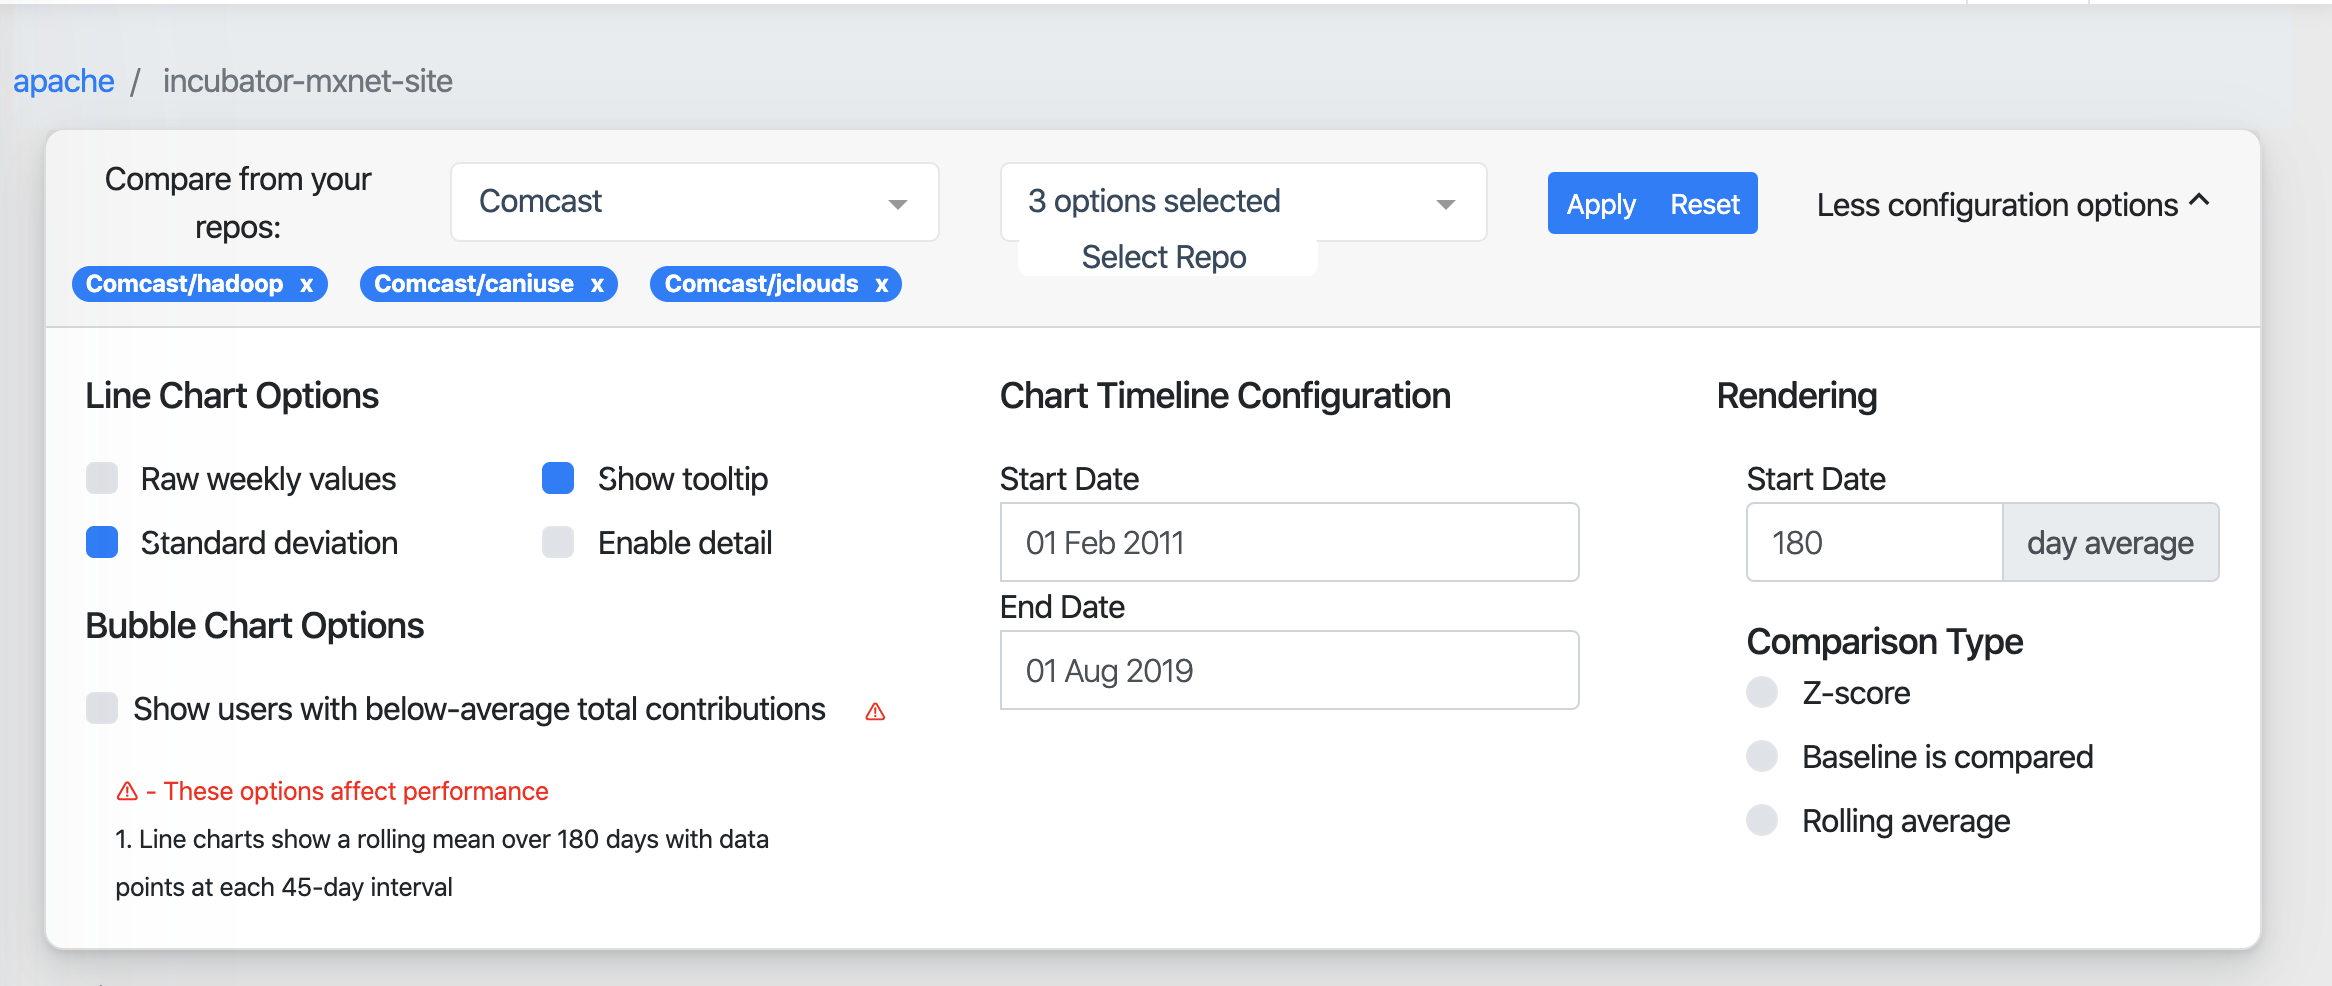 apache / incubator-mxnet-site
Compare from your
repos:
Comcast
3 options selected
Select Repo
Apply Reset
Less configuration options
Comcast/hadoop x
Comcast/caniuse x
Comcast/jclouds x
Line Chart Options
Raw weekly values
Show tooltip
Standard deviation
Enable detail
Bubble Chart Options
Show users with below-average total contributions
- These options affect performance
1. Line charts show a rolling mean over 180 days with data
points at each 45-day interval
Chart Timeline Configuration
Start Date
01 Feb 2011
End Date
01 Aug 2019
Rendering
Start Date
180 day average
Comparison Type
Z-score
Baseline is compared
Rolling average